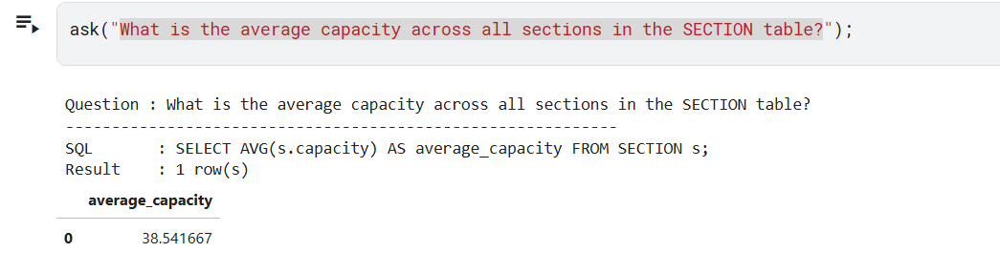 ask("What is the average capacity across all sections in the SECTION table?");
Question : What is the average capacity across all sections in the SECTION table?
------------------------------------------------------------
SQL       : SELECT AVG(s.capacity) AS average_capacity FROM SECTION s;
Result    : 1 row(s)
average_capacity
0 38.541667